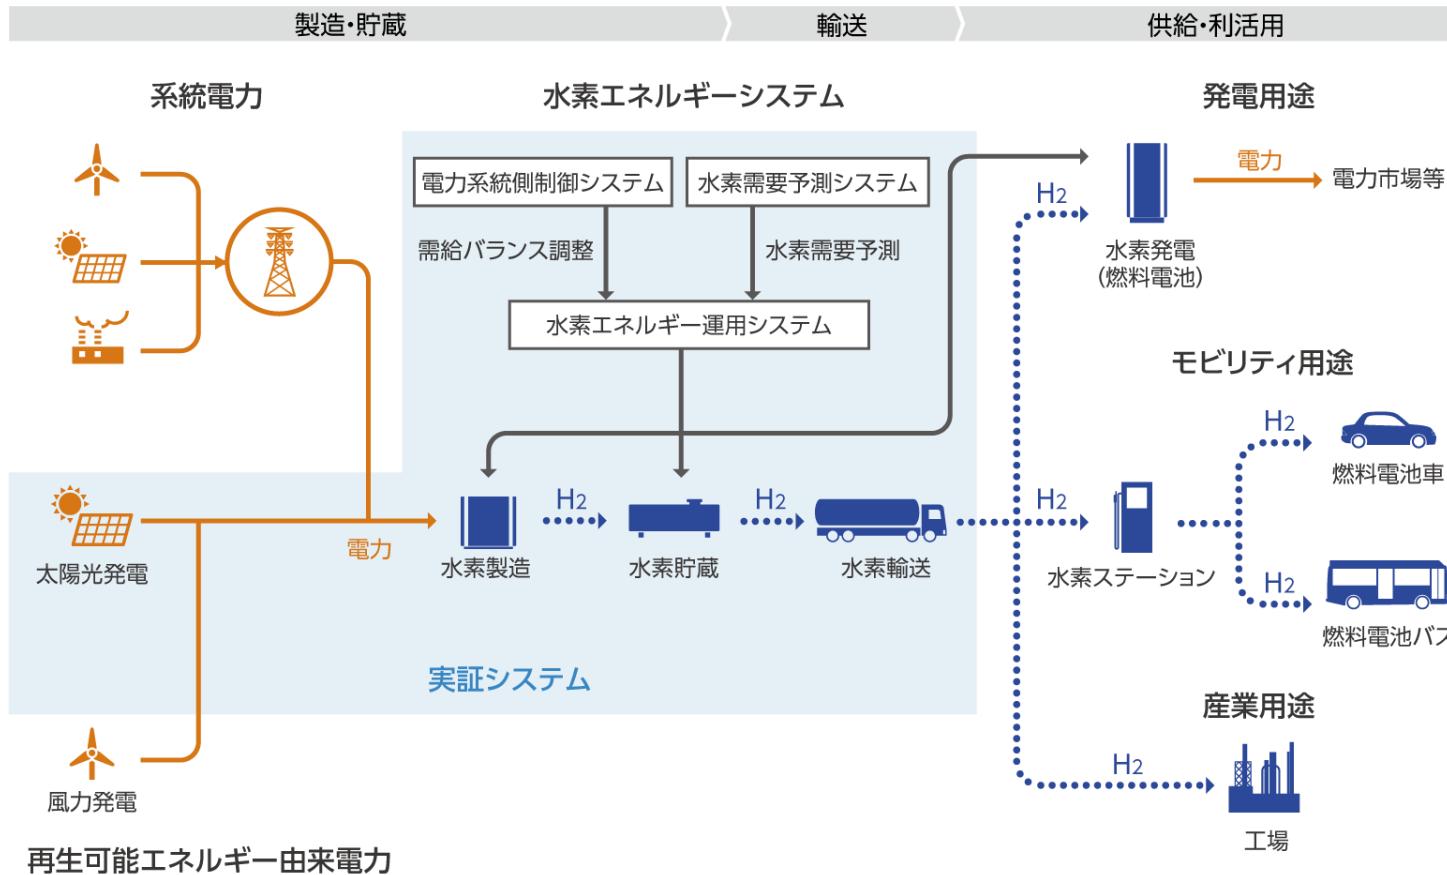 製造・貯蔵
輸送
供給・利活用
系統電力
水素エネルギーシステム
発電用途
電力系統側制御システム
水素需要予測システム
電力
電力市場等
H2
需給バランス調整
水素需要予測
水素発電
(燃料電池)
水素エネルギー運用システム
モビリティ用途
H2
燃料電池車
H2
H2
H2
電力
水素製造
水素貯蔵
水素輸送
水素ステーション
太陽光発電
H2
燃料電池バス
実証システム
産業用途
H2
風力発電
工場
再生可能エネルギー由来電力